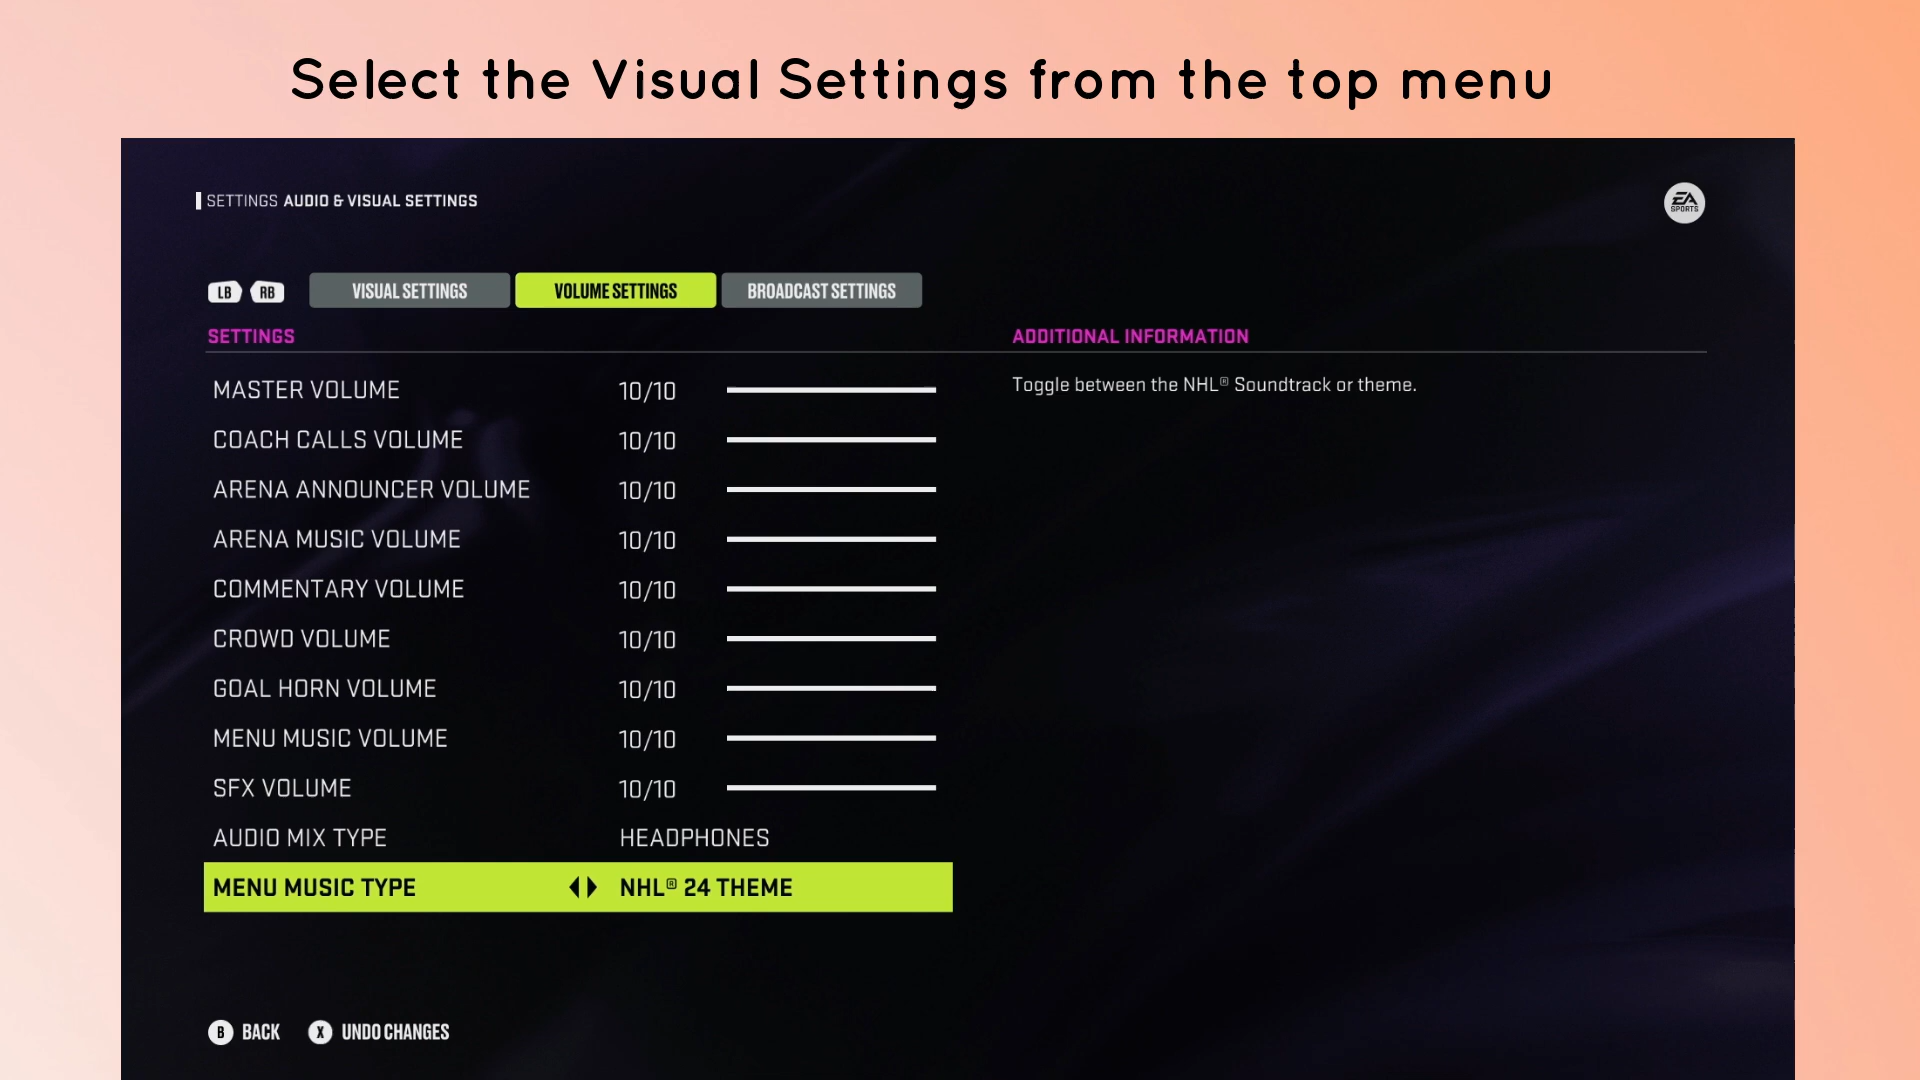 Select the Visual Settings from the top menu
SETTINGS AUDIO & VISUAL SETTINGS
EA
SPORTS
LB RB VISUAL SETTINGS VOLUME SETTINGS BROADCAST SETTINGS
SETTINGS
MASTER VOLUME 10/10
COACH CALLS VOLUME 10/10
ARENA ANNOUNCER VOLUME 10/10
ARENA MUSIC VOLUME 10/10
COMMENTARY VOLUME 10/10
CROWD VOLUME 10/10
GOAL HORN VOLUME 10/10
MENU MUSIC VOLUME 10/10
SFX VOLUME 10/10
AUDIO MIX TYPE HEADPHONES
MENU MUSIC TYPE NHL® 24 THEME
ADDITIONAL INFORMATION
Toggle between the NHL® Soundtrack or theme.
B BACK X UNDO CHANGES